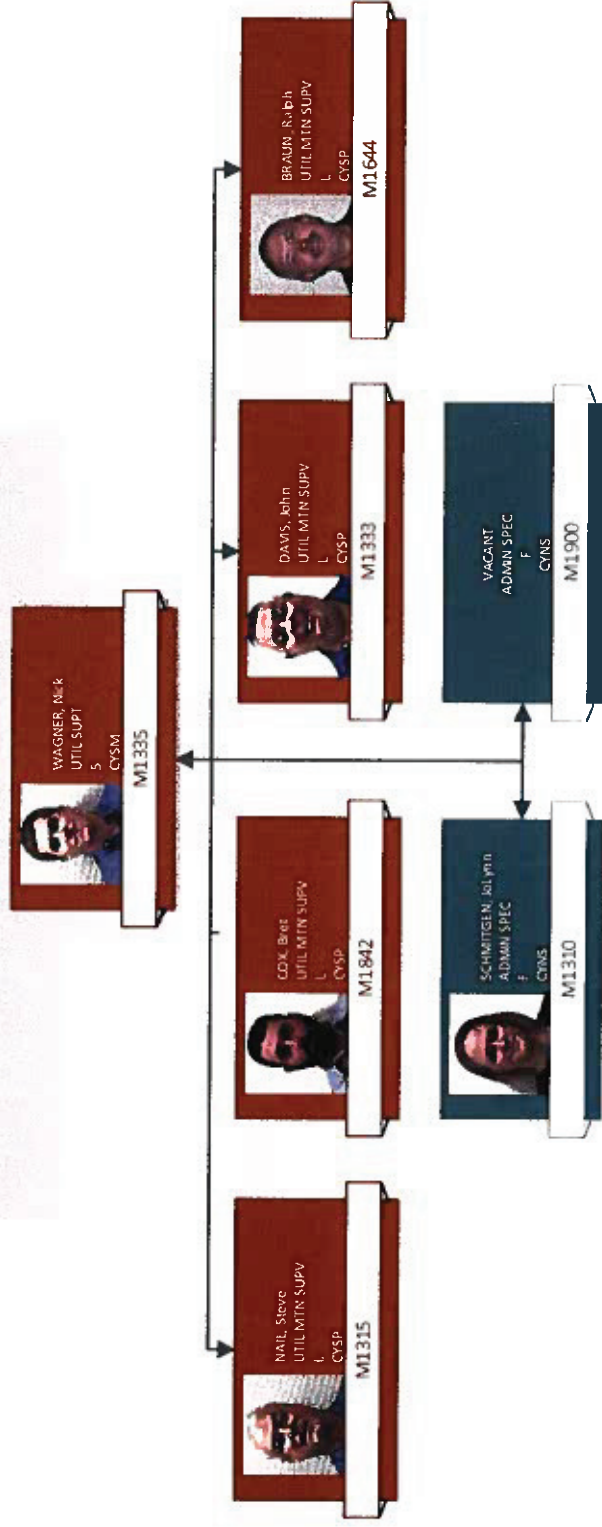 WAGNER, Nick
UTIL SUPT
S
CYSM
M1335
NAIL, Steve
UTIL MTN SUPV
L
CYSP
M1315
COX, Bret
UTIL MTN SUPV
L
CYSP
M1842
DAVIS, John
UTIL MTN SUPV
L
CYSP
M1333
BRAUN, Ralph
UTIL MTN SUPV
L
CYSP
M1644
SCHMITGEN, JoLynn
ADMIN SPEC
F
CYNS
M1310
VACANT
ADMIN SPEC
F
CYNS
M1900